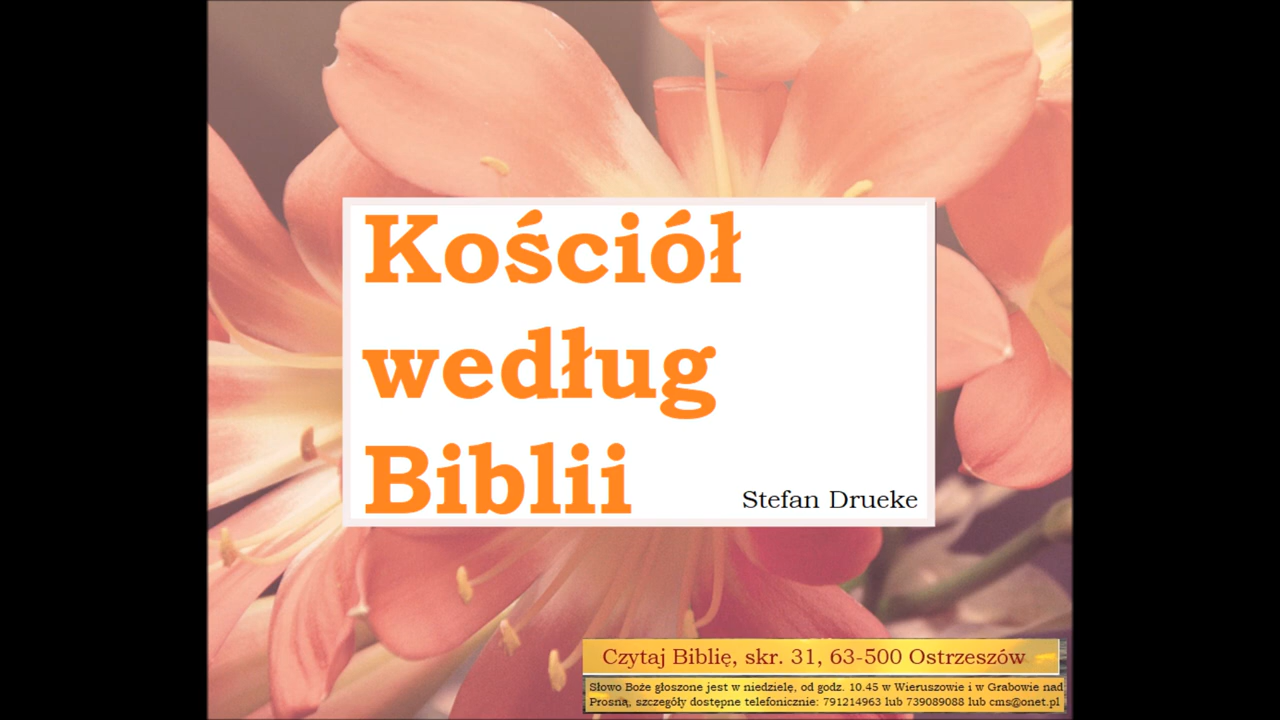 Kościół
według
Biblii
Stefan Drueke
Czytaj Biblię, skr. 31, 63-500 Ostrzeszów
Słowo Boże głoszone jest w niedzielę, od godz. 10.45 w Wieruszowie i w Grabowie nad
Prosną, szczegóły dostępne telefonicznie: 791214963 lub 739089088 lub cms@onet.pl